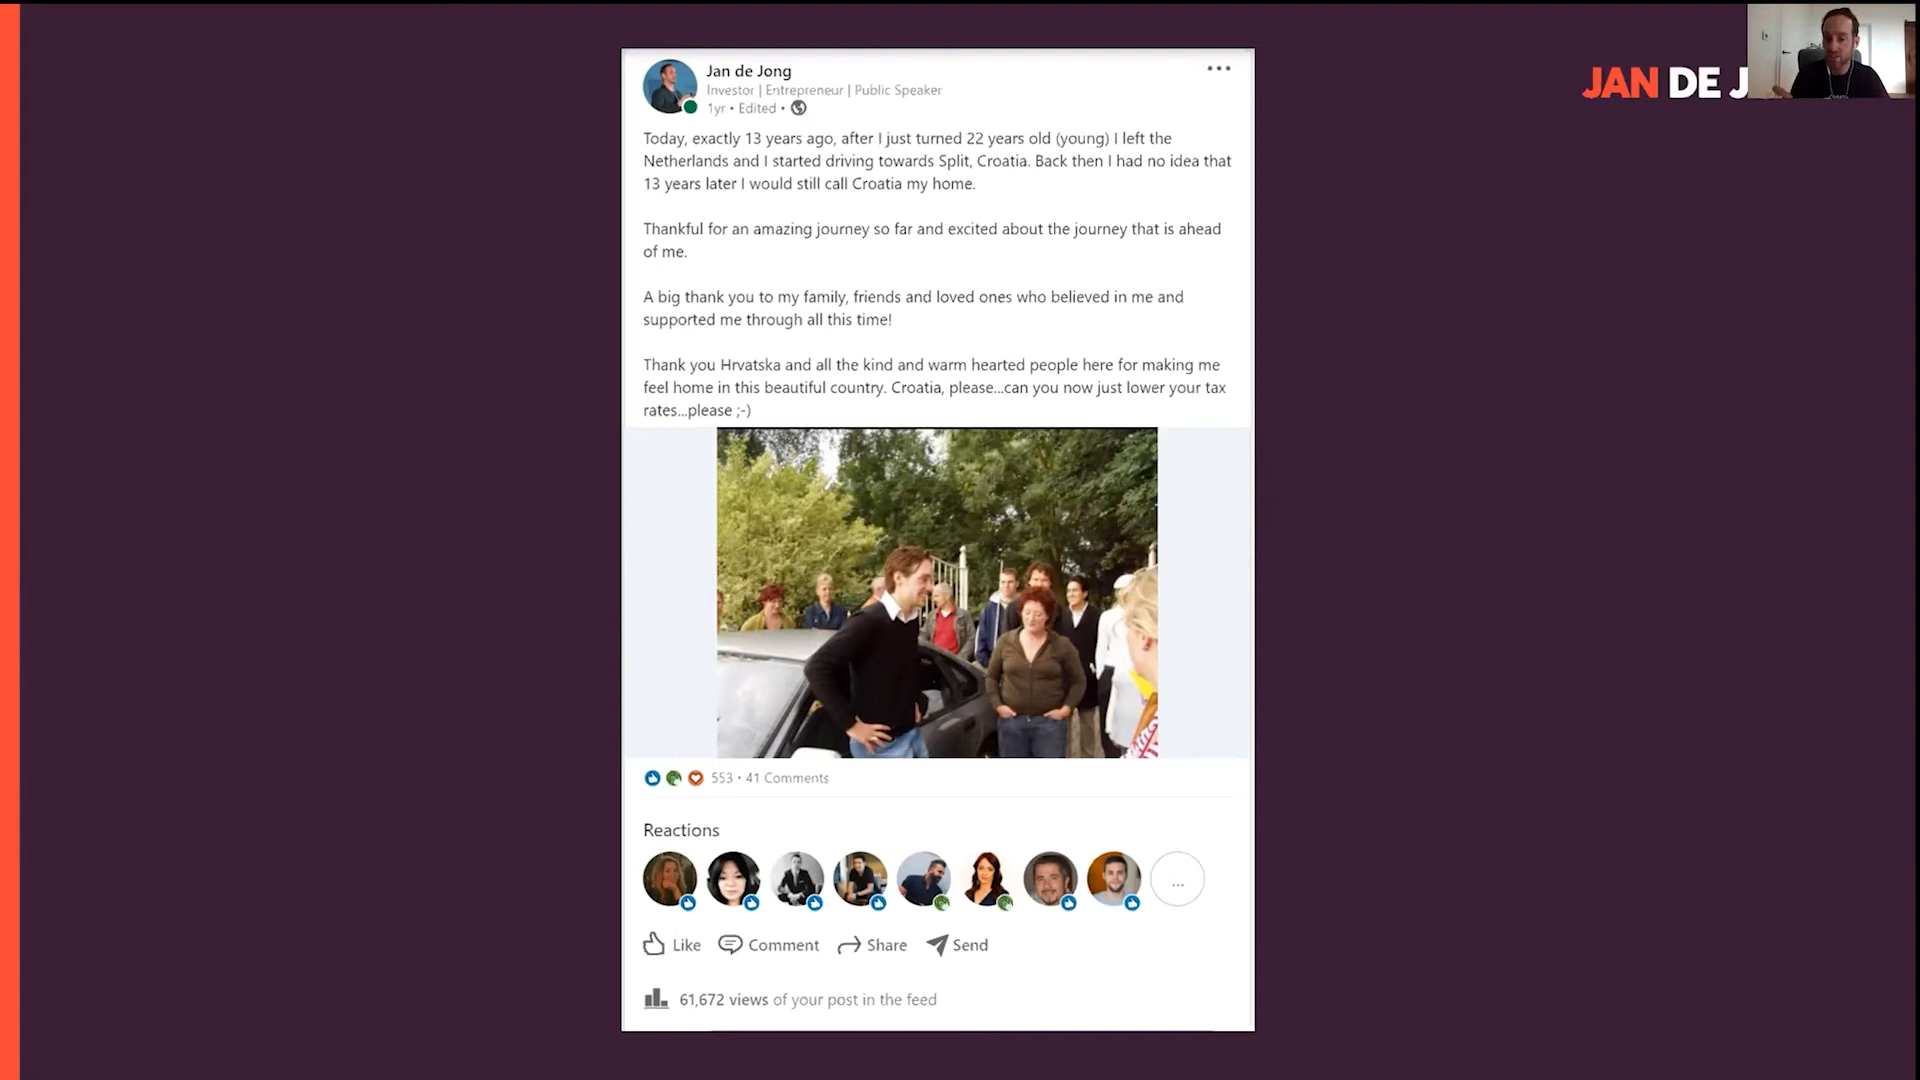 JAN DE J
Jan de Jong
Investor | Entrepreneur | Public Speaker
1yr • Edited •
Today, exactly 13 years ago, after I just turned 22 years old (young) I left the
Netherlands and I started driving towards Split, Croatia. Back then I had no idea that
13 years later I would still call Croatia my home.
Thankful for an amazing journey so far and excited about the journey that is ahead
of me.
A big thank you to my family, friends and loved ones who believed in me and
supported me through all this time!
Thank you Hrvatska and all the kind and warm hearted people here for making me
feel home in this beautiful country. Croatia, please...can you now just lower your tax
rates...please ;-)
553 • 41 Comments
Reactions
...
Like Comment Share Send
61,672 views of your post in the feed